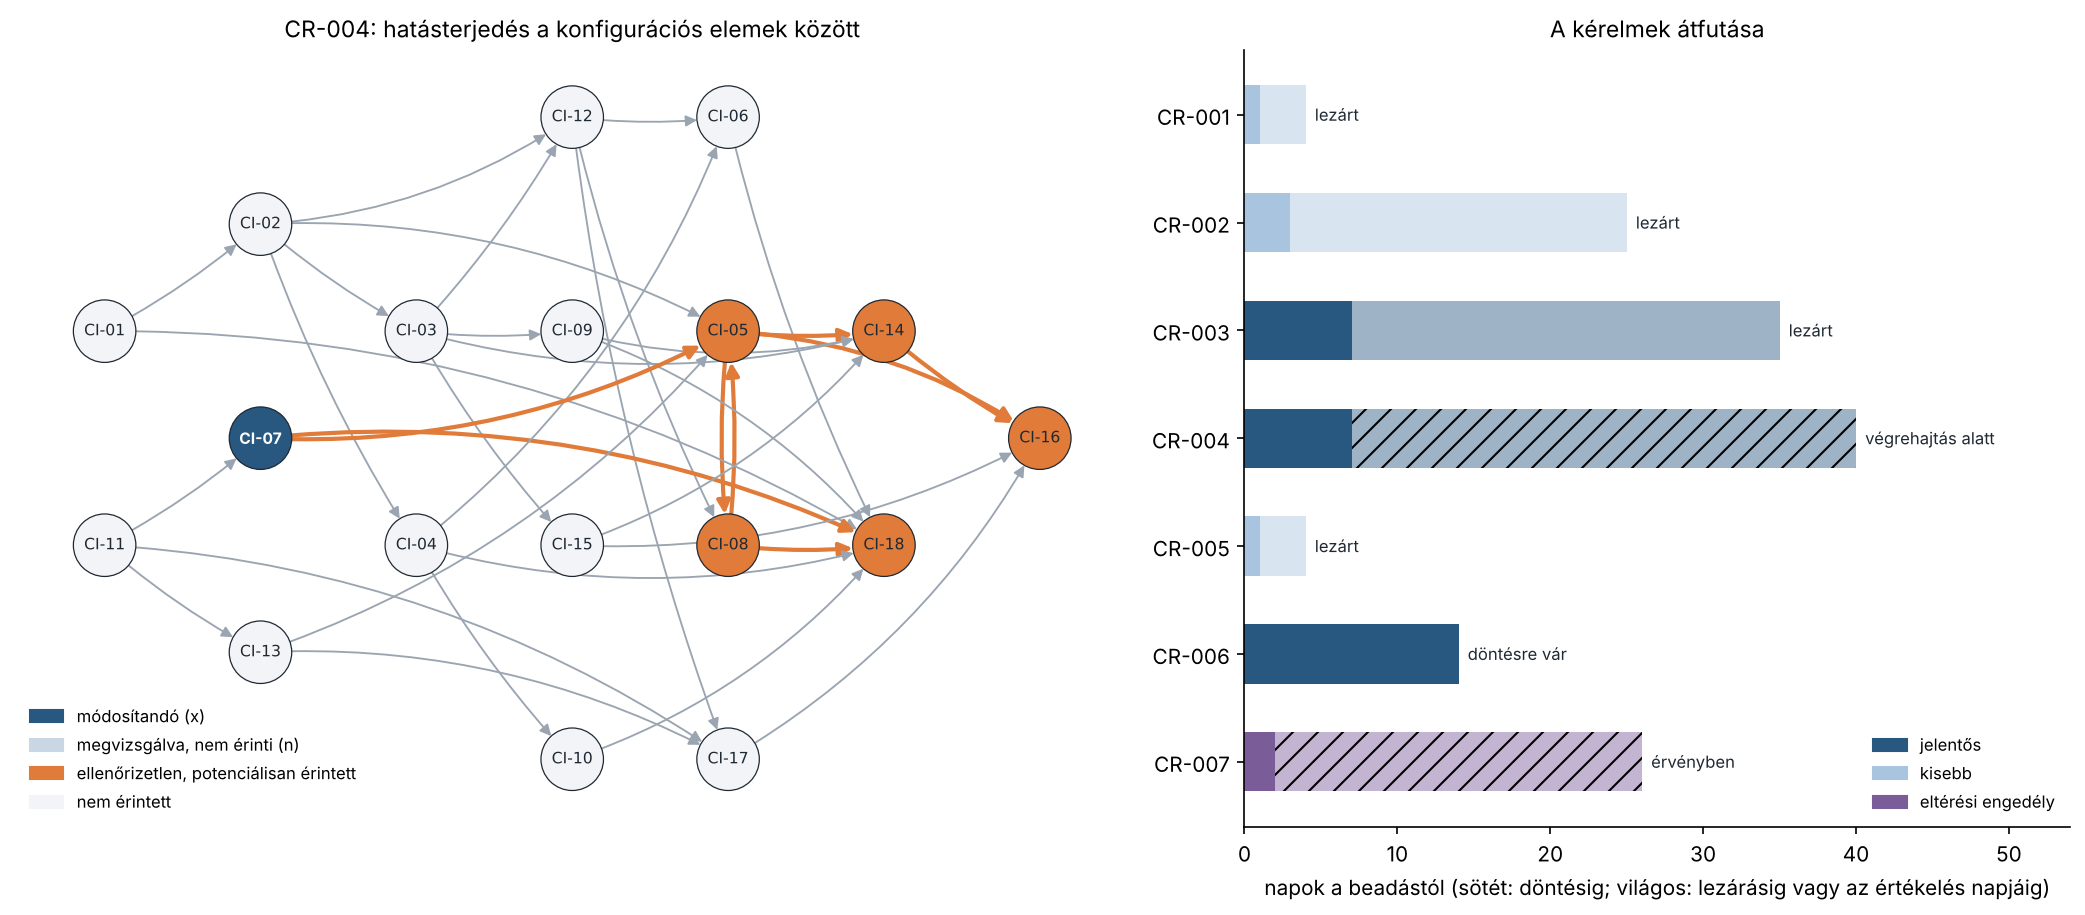 CR-004: hatásterjedés a konfigurációs elemek között
CI-12
CI-06
CI-02
CI-01
CI-03
CI-09
CI-05
CI-14
CI-07
CI-16
CI-11
CI-04
CI-15
CI-08
CI-18
CI-13
CI-10
CI-17
módosítandó (x)
megvizsgálva, nem érinti (n)
ellenőrizetlen, potenciálisan érintett
nem érintett
A kérelmek átfutása
CR-001
lezárt
CR-002
lezárt
CR-003
lezárt
CR-004
végrehajtás alatt
CR-005
lezárt
CR-006
döntésre vár
CR-007
érvényben
jelentős
kisebb
eltérési engedély
0 10 20 30 40 50
napok a beadástól (sötét: döntésig; világos: lezárásig vagy az értékelés napjáig)